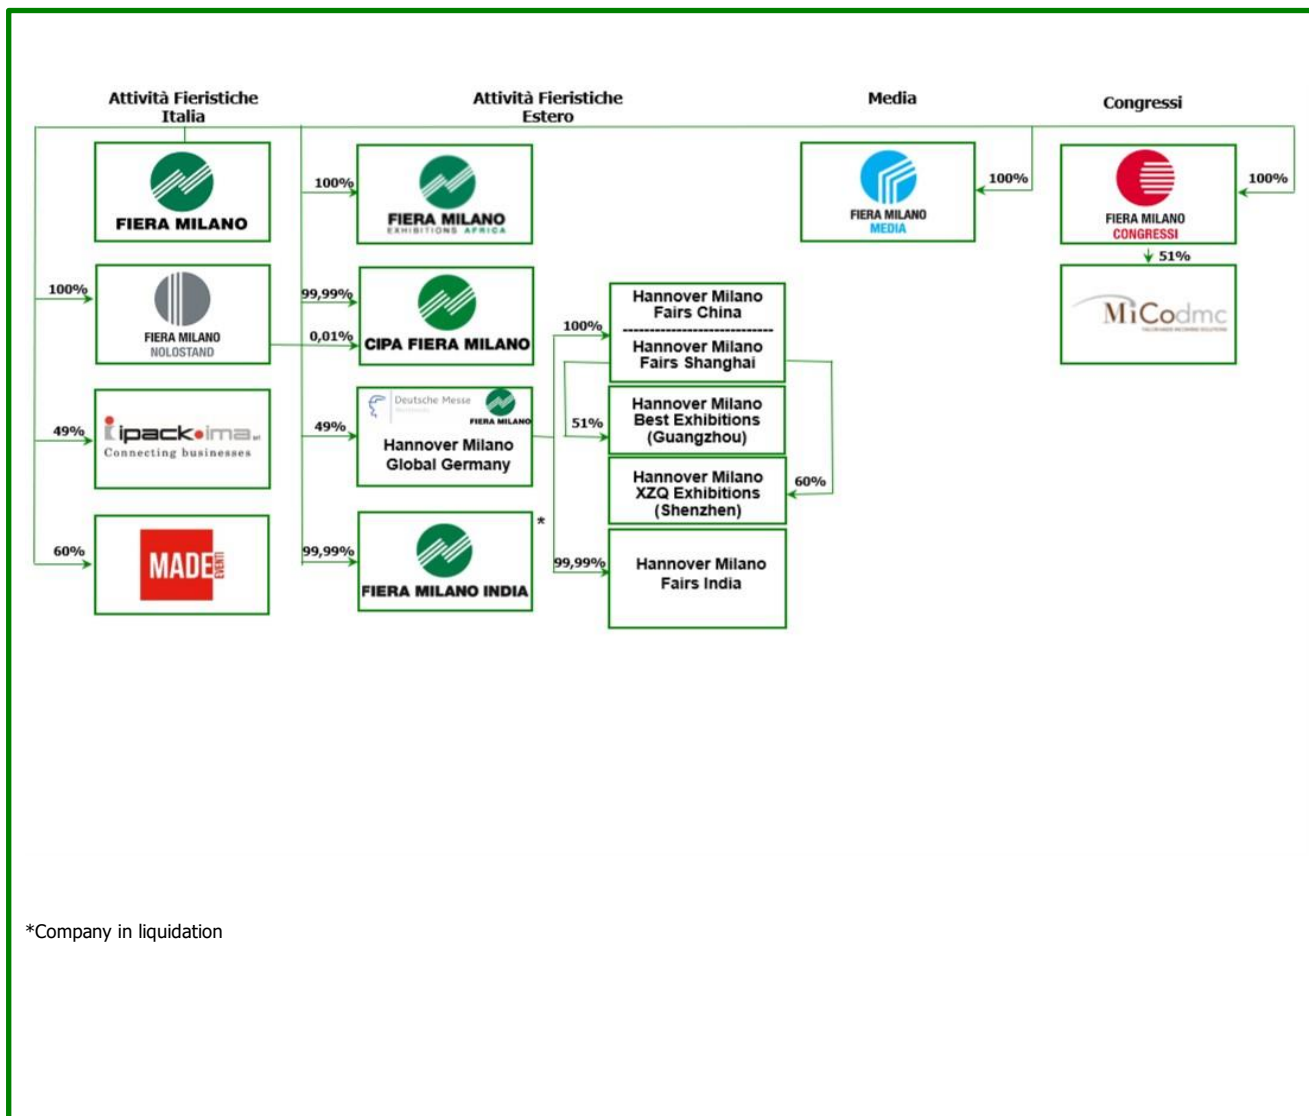 Attività Fieristiche
Italia
Attività Fieristiche
Estero
Media
Congressi
FIERA MILANO
100%
FIERA MILANO
EXHIBITIONS AFRICA
FIERA MILANO
MEDIA
100%
FIERA MILANO
CONGRESSI
100%
51%
MiCodmc
100%
FIERA MILANO
NOLOSTAND
99,99%
0,01%
CIPA FIERA MILANO
100%
Hannover Milano
Fairs China
Hannover Milano
Fairs Shanghai
49%
ipack•ima srl
Connecting businesses
49%
Deutsche Messe
FIERA MILANO
Hannover Milano
Global Germany
51%
Hannover Milano
Best Exhibitions
(Guangzhou)
Hannover Milano
XZQ Exhibitions
(Shenzhen)
60%
60%
MADE
EVENTI
99,99%
FIERA MILANO INDIA
*
99,99%
Hannover Milano
Fairs India
*Company in liquidation